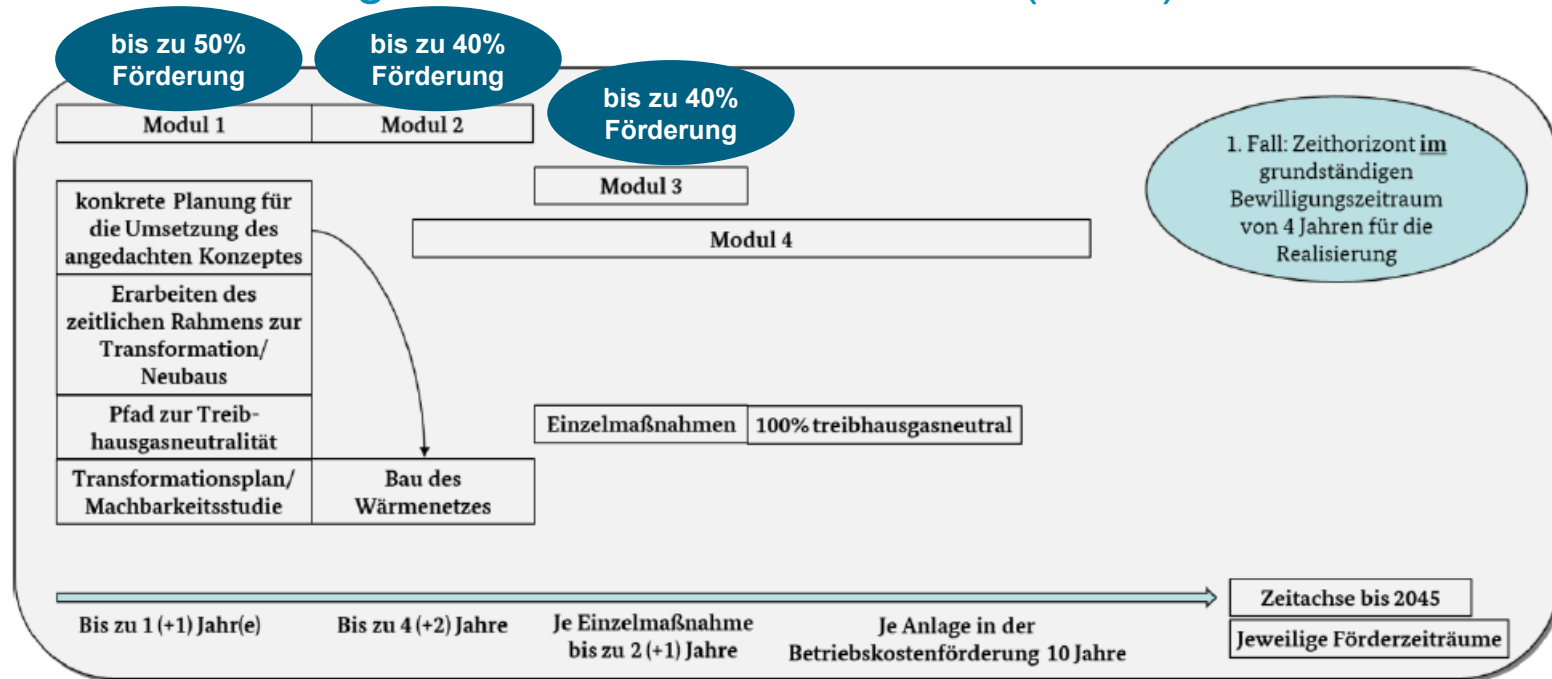 bis zu 50%
Förderung
bis zu 40%
Förderung
bis zu 40%
Förderung
Modul 1
Modul 2
Modul 3
Modul 4
1. Fall: Zeithorizont im
grundständigen
Bewilligungszeitraum
von 4 Jahren für die
Realisierung
konkrete Planung für
die Umsetzung des
angedachten Konzeptes
Erarbeiten des
zeitlichen Rahmens zur
Transformation/
Neubaus
Pfad zur Treib-
hausgasneutralität
Einzelmaßnahmen
100% treibhausgasneutral
Transformationsplan/
Machbarkeitsstudie
Bau des
Wärmenetzes
Bis zu 1 (+1) Jahr(e)
Bis zu 4 (+2) Jahre
Je Einzelmaßnahme
bis zu 2 (+1) Jahre
Je Anlage in der
Betriebskostenförderung 10 Jahre
Zeitachse bis 2045
Jeweilige Förderzeiträume